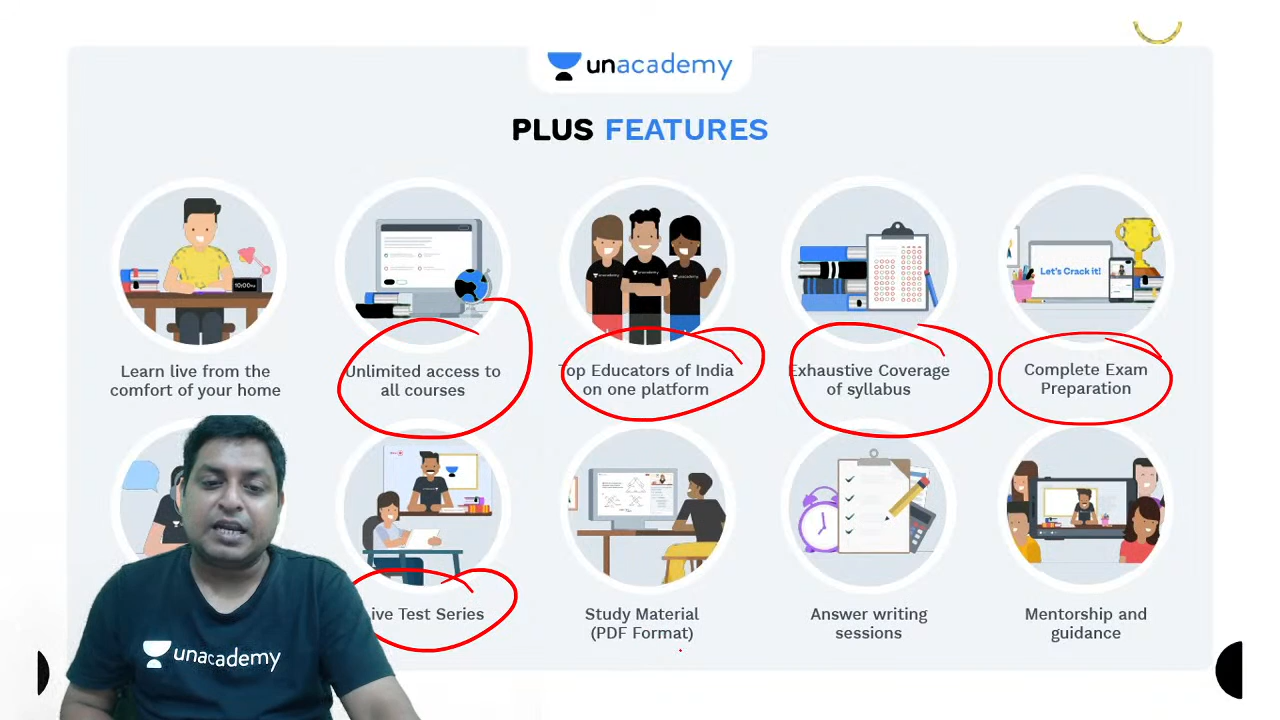 unacademy
PLUS FEATURES
Let's Crack it!
10:00
Learn live from the
comfort of your home
Unlimited access to
all courses
Top Educators of India
on one platform
Exhaustive Coverage
of syllabus
Complete Exam
Preparation
ive Test Series
Study Material
(PDF Format)
Answer writing
sessions
Mentorship and
guidance
unacademy